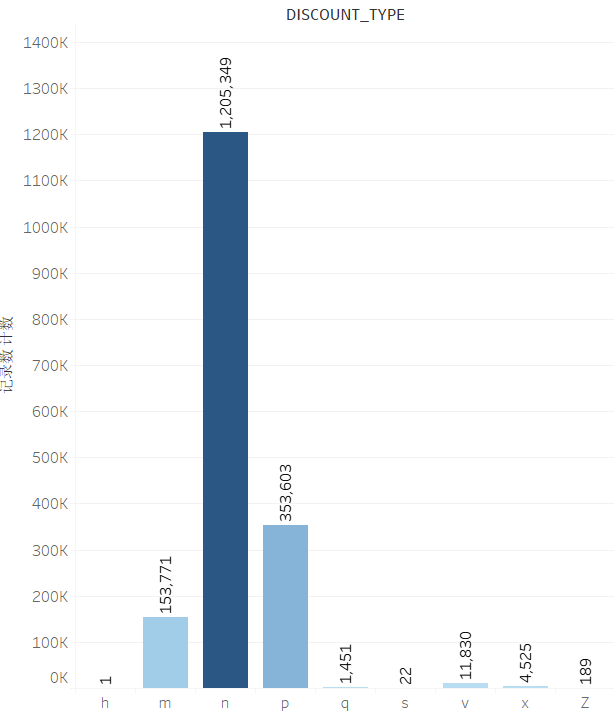 DISCOUNT_TYPE
1400K
1300K
1200K
1100K
1000K
900K
800K
700K
600K
500K
400K
300K
200K
100K
0K
记录数 计数
1
153,771
1,205,349
353,603
1,451
22
11,830
4,525
189
h
m
n
p
q
s
v
x
Z